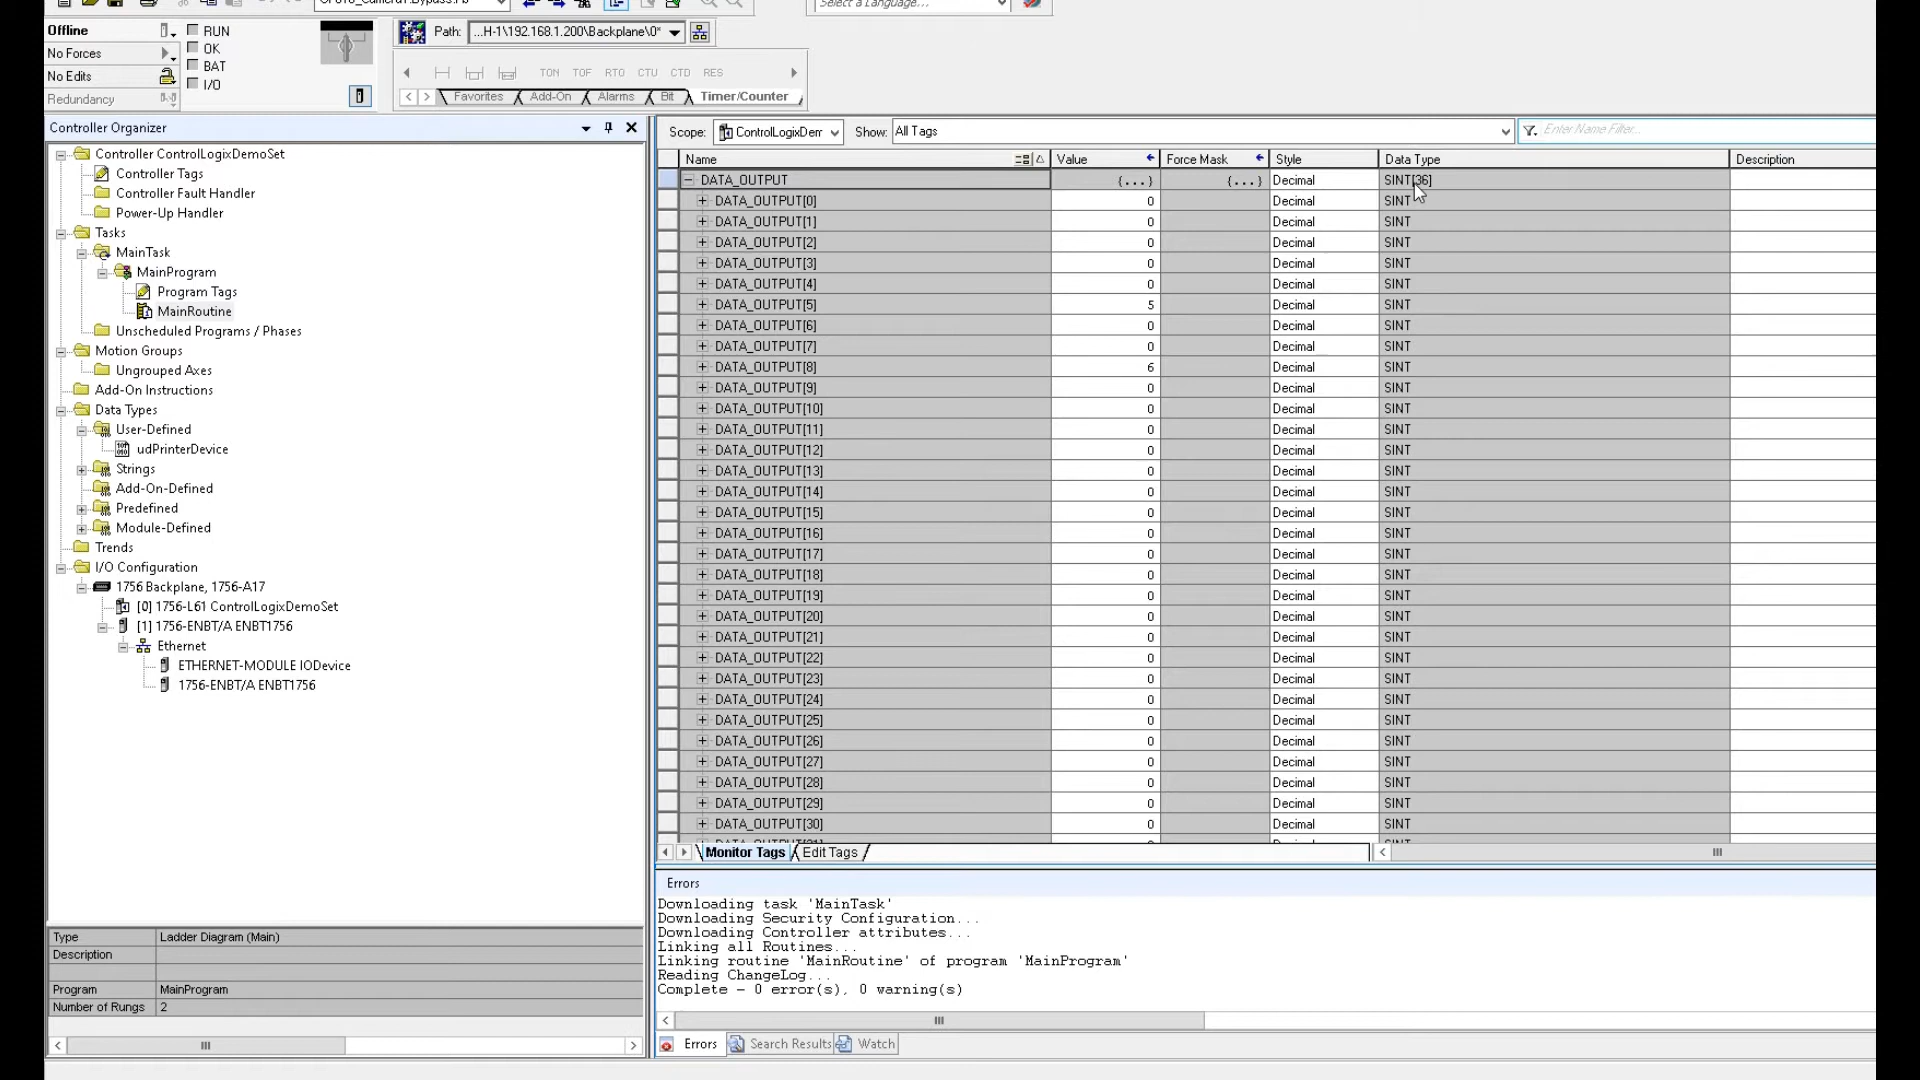 Select a Language...
Offline RUN
Path: ...H-1\192.168.1.200\Backplane\0*
No Forces OK
No Edits BAT
I/O
TON TOF RTO CTU CTD RES
Redundancy
Favorites Add-On Alarms Bit Timer/Counter
Controller Organizer
Scope: ControlLogixDerr Show: All Tags Enter Name Filter...
Controller ControlLogixDemoSet
Controller Tags
Controller Fault Handler
Power-Up Handler
Tasks
MainTask
MainProgram
Program Tags
MainRoutine
Unscheduled Programs / Phases
Motion Groups
Ungrouped Axes
Add-On Instructions
Data Types
User-Defined
udPrinterDevice
Strings
Add-On-Defined
Predefined
Module-Defined
Trends
I/O Configuration
1756 Backplane, 1756-A17
[0] 1756-L61 ControlLogixDemoSet
[1] 1756-ENBT/A ENBT1756
Ethernet
ETHERNET-MODULE IODevice
1756-ENBT/A ENBT1756
Type Ladder Diagram (Main)
Description
Program MainProgram
Number of Rungs 2
Name Value Force Mask Style Data Type Description
DATA_OUTPUT {...} {...} Decimal SINT[36]
DATA_OUTPUT[0] 0 Decimal SINT
DATA_OUTPUT[1] 0 Decimal SINT
DATA_OUTPUT[2] 0 Decimal SINT
DATA_OUTPUT[3] 0 Decimal SINT
DATA_OUTPUT[4] 0 Decimal SINT
DATA_OUTPUT[5] 5 Decimal SINT
DATA_OUTPUT[6] 0 Decimal SINT
DATA_OUTPUT[7] 0 Decimal SINT
DATA_OUTPUT[8] 6 Decimal SINT
DATA_OUTPUT[9] 0 Decimal SINT
DATA_OUTPUT[10] 0 Decimal SINT
DATA_OUTPUT[11] 0 Decimal SINT
DATA_OUTPUT[12] 0 Decimal SINT
DATA_OUTPUT[13] 0 Decimal SINT
DATA_OUTPUT[14] 0 Decimal SINT
DATA_OUTPUT[15] 0 Decimal SINT
DATA_OUTPUT[16] 0 Decimal SINT
DATA_OUTPUT[17] 0 Decimal SINT
DATA_OUTPUT[18] 0 Decimal SINT
DATA_OUTPUT[19] 0 Decimal SINT
DATA_OUTPUT[20] 0 Decimal SINT
DATA_OUTPUT[21] 0 Decimal SINT
DATA_OUTPUT[22] 0 Decimal SINT
DATA_OUTPUT[23] 0 Decimal SINT
DATA_OUTPUT[24] 0 Decimal SINT
DATA_OUTPUT[25] 0 Decimal SINT
DATA_OUTPUT[26] 0 Decimal SINT
DATA_OUTPUT[27] 0 Decimal SINT
DATA_OUTPUT[28] 0 Decimal SINT
DATA_OUTPUT[29] 0 Decimal SINT
DATA_OUTPUT[30] 0 Decimal SINT
Monitor Tags Edit Tags
Errors
Downloading task 'MainTask'
Downloading Security Configuration...
Downloading Controller attributes...
Linking all Routines...
Linking routine 'MainRoutine' of program 'MainProgram'
Reading ChangeLog...
Complete - 0 error(s), 0 warning(s)
Errors Search Results Watch